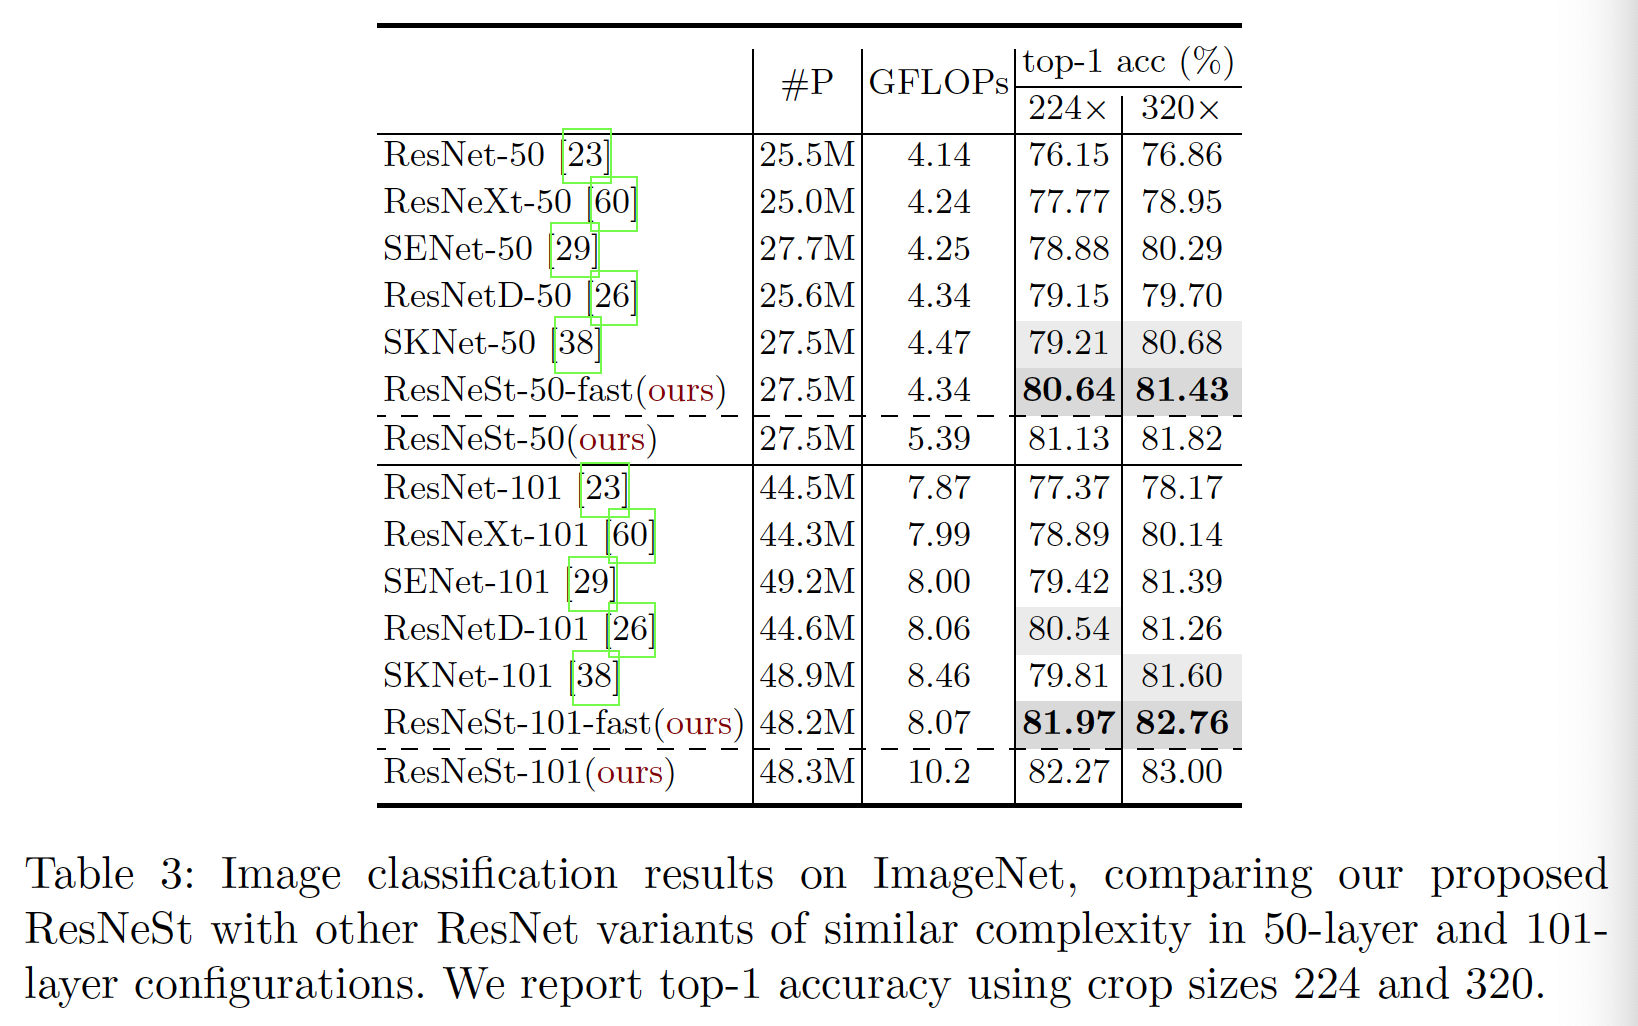 #P GFLOPs top-1 acc (%)
224× 320×
ResNet-50 [23] 25.5M 4.14 76.15 76.86
ResNeXt-50 [60] 25.0M 4.24 77.77 78.95
SENet-50 [29] 27.7M 4.25 78.88 80.29
ResNetD-50 [26] 25.6M 4.34 79.15 79.70
SKNet-50 [38] 27.5M 4.47 79.21 80.68
ResNeSt-50-fast(ours) 27.5M 4.34 80.64 81.43
ResNeSt-50(ours) 27.5M 5.39 81.13 81.82
ResNet-101 [23] 44.5M 7.87 77.37 78.17
ResNeXt-101 [60] 44.3M 7.99 78.89 80.14
SENet-101 [29] 49.2M 8.00 79.42 81.39
ResNetD-101 [26] 44.6M 8.06 80.54 81.26
SKNet-101 [38] 48.9M 8.46 79.81 81.60
ResNeSt-101-fast(ours) 48.2M 8.07 81.97 82.76
ResNeSt-101(ours) 48.3M 10.2 82.27 83.00
Table 3: Image classification results on ImageNet, comparing our proposed
ResNeSt with other ResNet variants of similar complexity in 50-layer and 101-
layer configurations. We report top-1 accuracy using crop sizes 224 and 320.